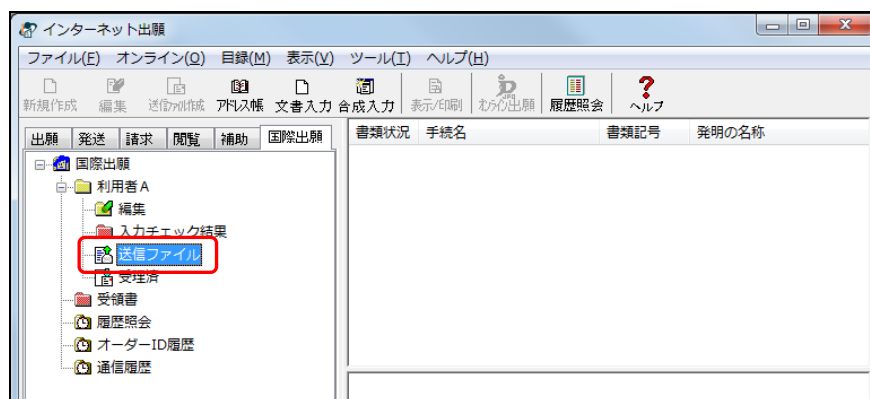 インターネット出願
ファイル(F) オンライン(O) 目録(M) 表示(V) ツール(T) ヘルプ(H)
新規作成 編集 送信ファイル作成 アドレス帳 文書入力 合成入力 表示/印刷 オンライン出願 履歴照会 ヘルプ
出願 発送 請求 閲覧 補助 国際出願
書類状況 手続名 書類記号 発明の名称
国際出願
利用者A
編集
入力チェック結果
送信ファイル
受理済
受領書
履歴照会
オーダーID履歴
通信履歴